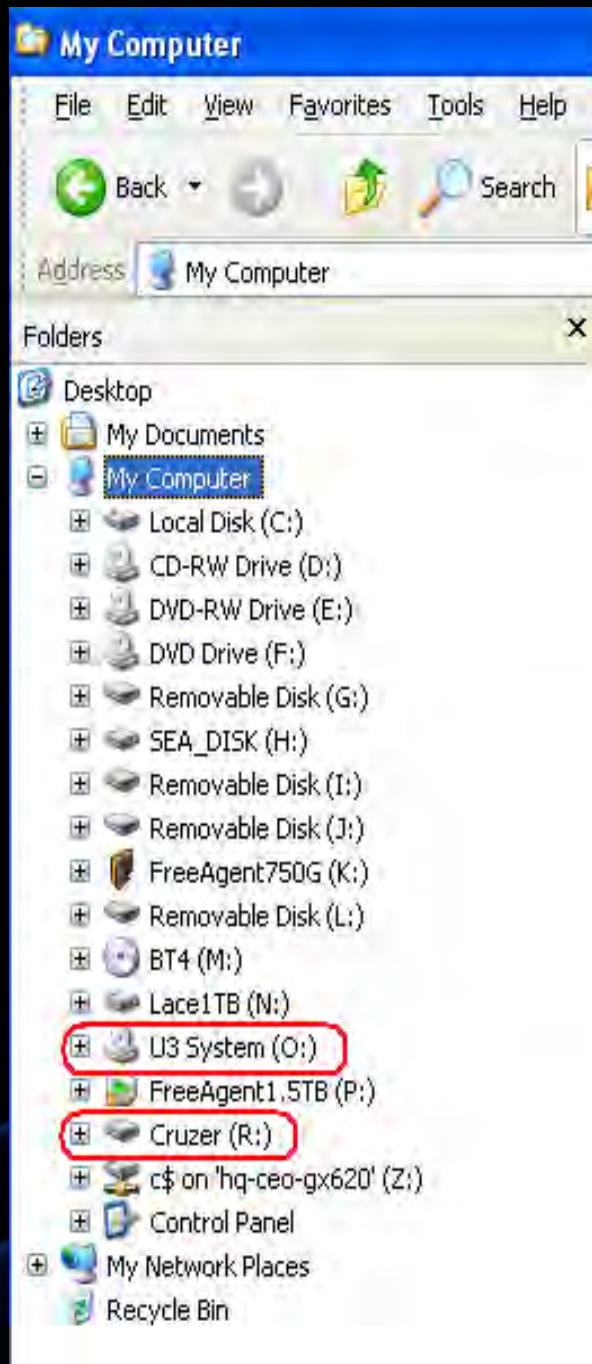 My Computer
File Edit View Favorites Tools Help
Back Search
Address My Computer
Folders
Desktop
My Documents
My Computer
Local Disk (C:)
CD-RW Drive (D:)
DVD-RW Drive (E:)
DVD Drive (F:)
Removable Disk (G:)
SEA_DISK (H:)
Removable Disk (I:)
Removable Disk (J:)
FreeAgent750G (K:)
Removable Disk (L:)
BT4 (M:)
Lace1TB (N:)
U3 System (O:)
FreeAgent1.5TB (P:)
Cruzer (R:)
c$ on 'hq-ceo-gx620' (Z:)
Control Panel
My Network Places
Recycle Bin